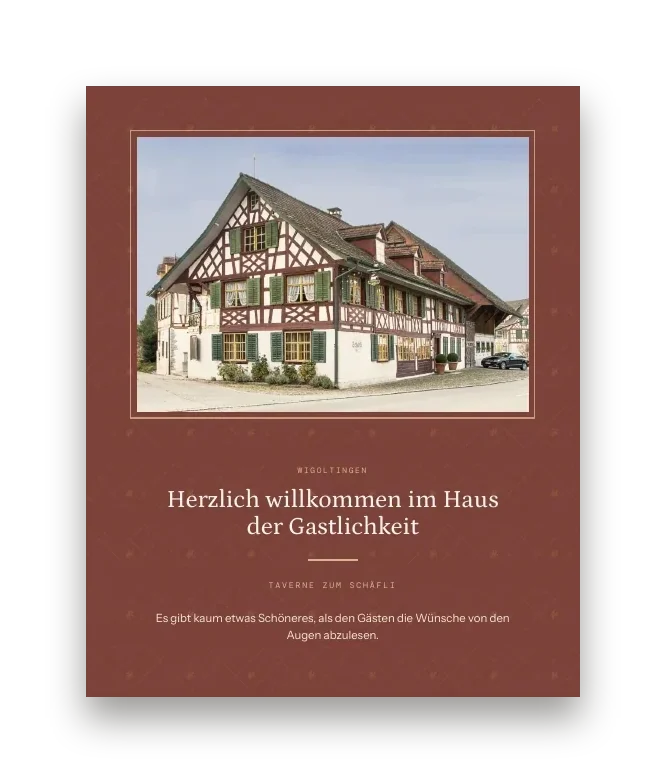 WIGOLTINGEN
Herzlich willkommen im Haus
der Gastlichkeit
TAVERNE ZUM SCHÄFLI
Es gibt kaum etwas Schöneres, als den Gästen die Wünsche von den
Augen abzulesen.